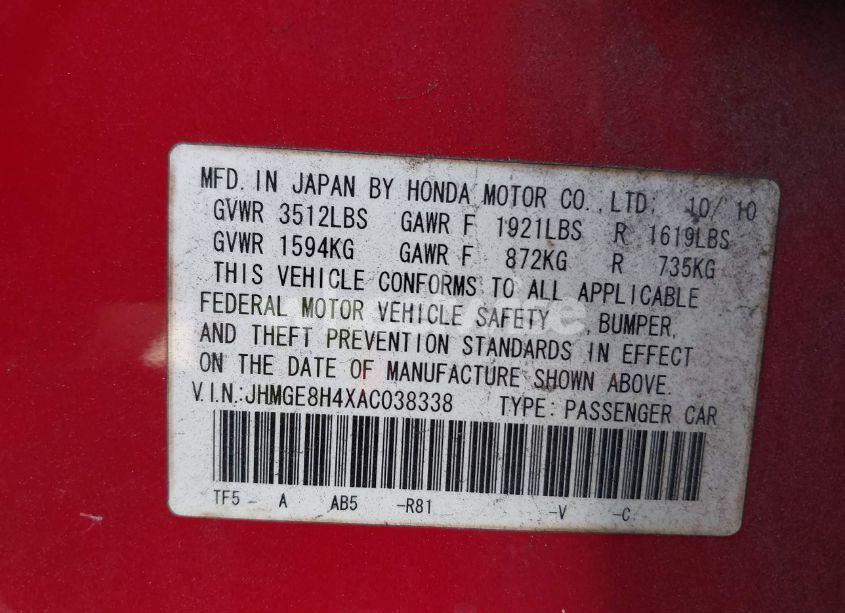 MFD. IN JAPAN BY HONDA MOTOR CO., LTD. 10/10
GVWR 3512LBS GAWR F 1921LBS R 1619LBS
GVWR 1594KG GAWR F 872KG R 735KG
THIS VEHICLE CONFORMS TO ALL APPLICABLE
FEDERAL MOTOR VEHICLE SAFETY , BUMPER,
AND THEFT PREVENTION STANDARDS IN EFFECT
ON THE DATE OF MANUFACTURE SHOWN ABOVE.
V.I.N.:JHMGE8H4XAC038338 TYPE: PASSENGER CAR
TF5 - A AB5 -R81 -V -C